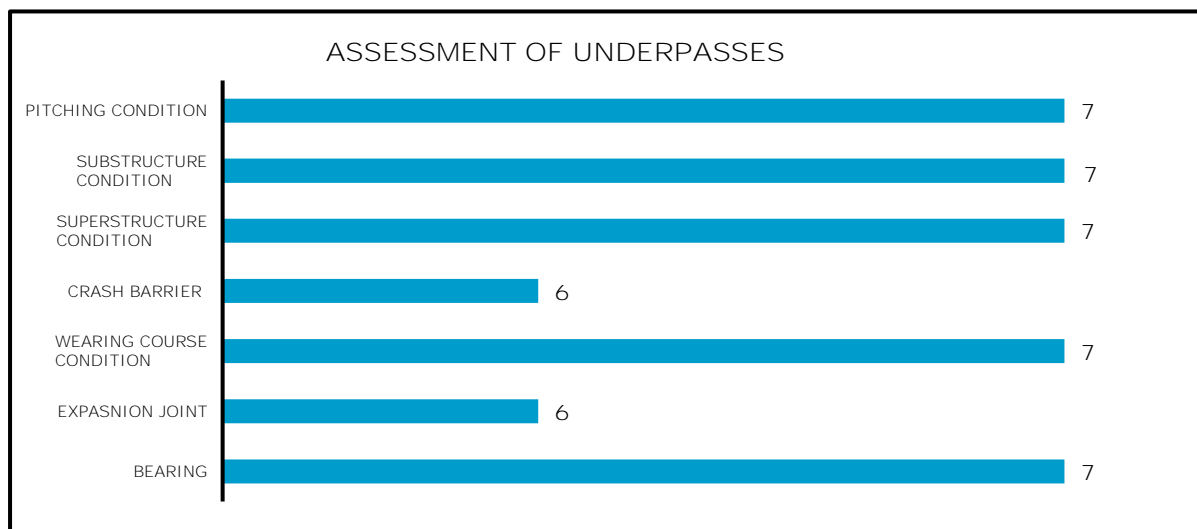 ASSESSMENT OF UNDERPASSES
PITCHING CONDITION 7
SUBSTRUCTURE
CONDITION 7
SUPERSTRUCTURE
CONDITION 7
CRASH BARRIER 6
WEARING COURSE
CONDITION 7
EXPASNION JOINT 6
BEARING 7